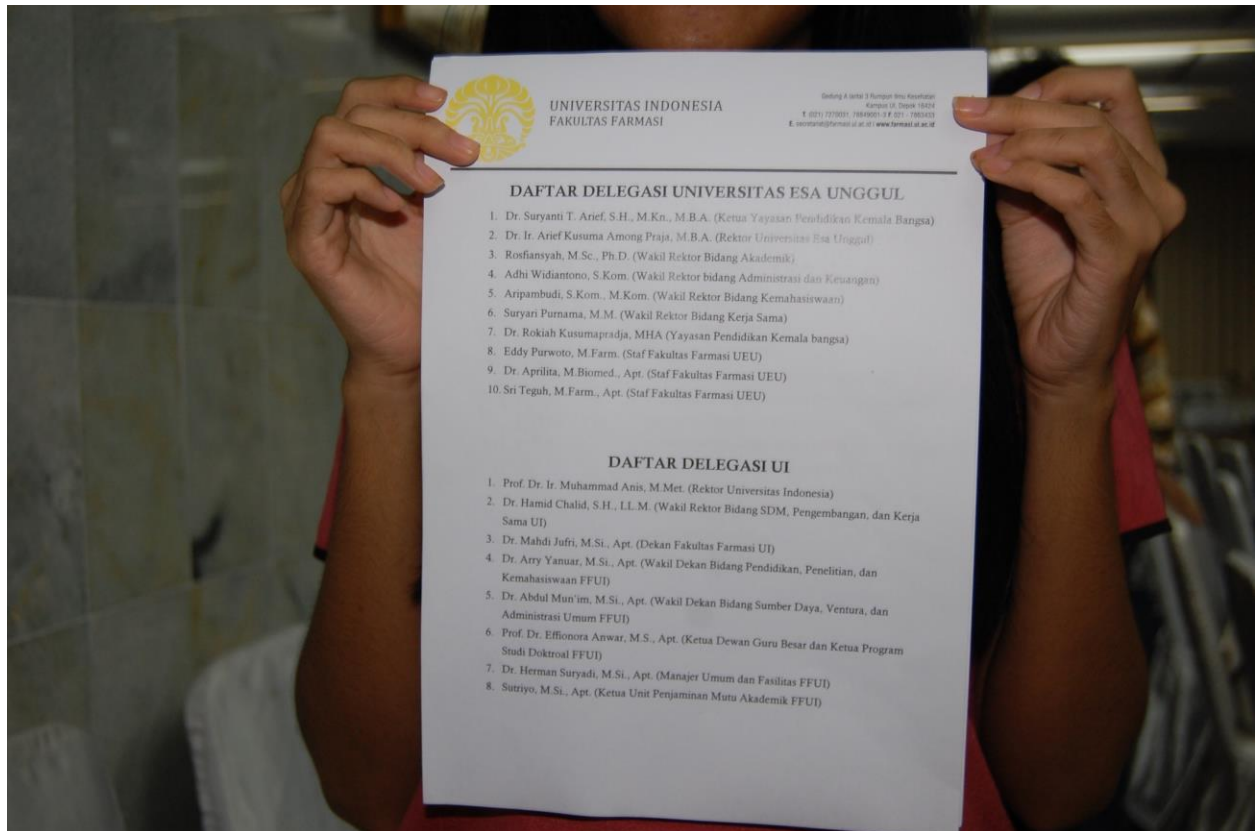 UNIVERSITAS INDONESIA
FAKULTAS FARMASI
Kampus UI, Depok 16424
DAFTAR DELEGASI UNIVERSITAS ESA UNGGUL
1. Dr. Suryanti T. Arief, S.H., M.Kn., M.B.A. (Ketua Yayasan Pendidikan Kemala Bangsa)
2. Dr. Ir. Arief Kusuma Among Praja, M.B.A. (Rektor Universitas Esa Unggul)
3. Rosfiansyah, M.Sc., Ph.D. (Wakil Rektor Bidang Akademik)
4. Adhi Widiantono, S.Kom. (Wakil Rektor bidang Administrasi dan Keuangan)
5. Aripambudi, S.Kom., M.Kom. (Wakil Rektor Bidang Kemahasiswaan)
6. Suryari Purnama, M.M. (Wakil Rektor Bidang Kerja Sama)
7. Dr. Rokiah Kusumapradja, MHA (Yayasan Pendidikan Kemala bangsa)
8. Eddy Purwoto, M.Farm. (Staf Fakultas Farmasi UEU)
9. Dr. Aprilita, M.Biomed., Apt. (Staf Fakultas Farmasi UEU)
10. Sri Teguh, M.Farm., Apt. (Staf Fakultas Farmasi UEU)
DAFTAR DELEGASI UI
1. Prof. Dr. Ir. Muhammad Anis, M.Met. (Rektor Universitas Indonesia)
2. Dr. Hamid Chalid, S.H., LL.M. (Wakil Rektor Bidang SDM, Pengembangan, dan Kerja
Sama UI)
3. Dr. Mahdi Jufri, M.Si., Apt. (Dekan Fakultas Farmasi UI)
4. Dr. Arry Yanuar, M.Si., Apt. (Wakil Dekan Bidang Pendidikan, Penelitian, dan
Kemahasiswaan FFUI)
5. Dr. Abdul Mun'im, M.Si., Apt. (Wakil Dekan Bidang Sumber Daya, Ventura, dan
Administrasi Umum FFUI)
6. Prof. Dr. Effionora Anwar, M.S., Apt. (Ketua Dewan Guru Besar dan Ketua Program
Studi Doktroal FFUI)
7. Dr. Herman Suryadi, M.Si., Apt. (Manajer Umum dan Fasilitas FFUI)
8. Sutriyo, M.Si., Apt. (Ketua Unit Penjaminan Mutu Akademik FFUI)